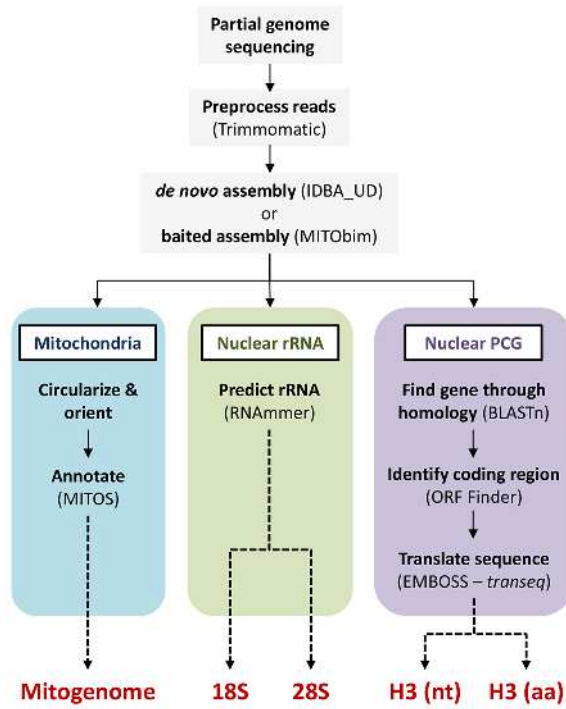 Partial genome
sequencing
Preprocess reads
(Trimmomatic)
de novo assembly (IDBA_UD)
or
baited assembly (MITObim)
Mitochondria
Circularize &
orient
Annotate
(MITOS)
Mitogenome
Nuclear rRNA
Predict rRNA
(RNAmmer)
18S
28S
Nuclear PCG
Find gene through
homology (BLASTn)
Identify coding region
(ORF Finder)
Translate sequence
(EMBOSS – transeq)
H3 (nt)
H3 (aa)